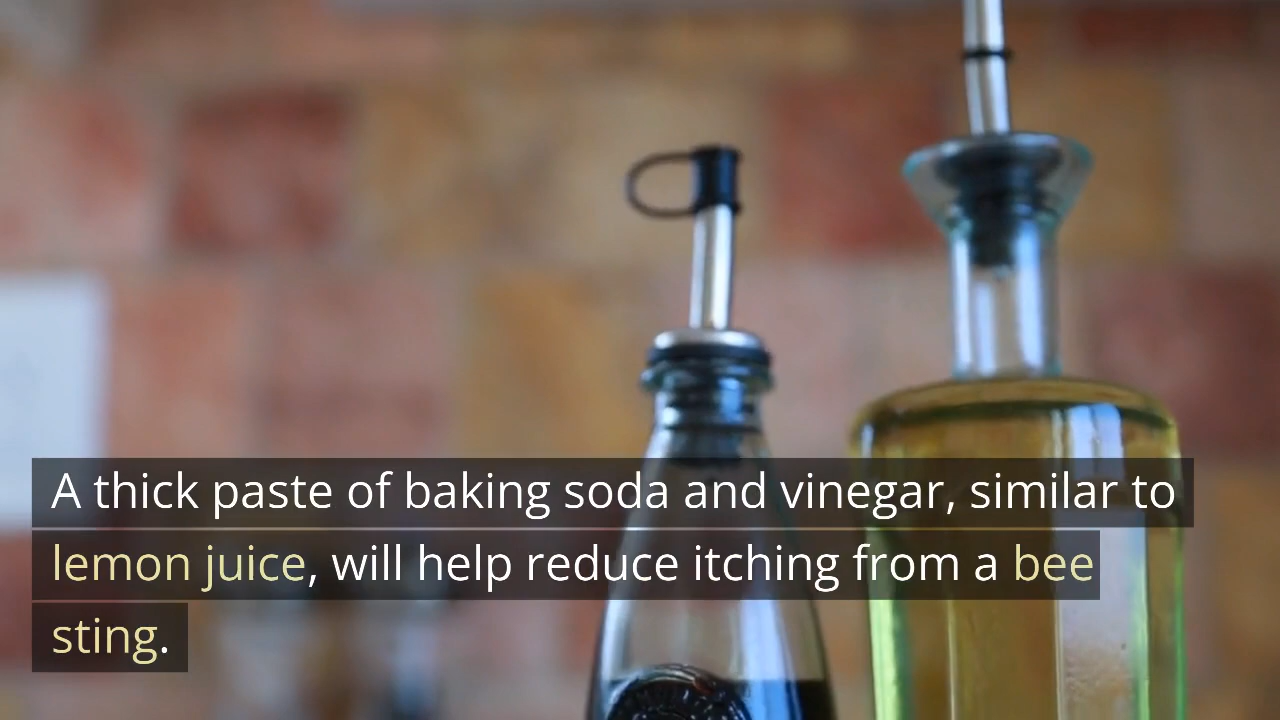 A thick paste of baking soda and vinegar, similar to
lemon juice, will help reduce itching from a bee
sting.